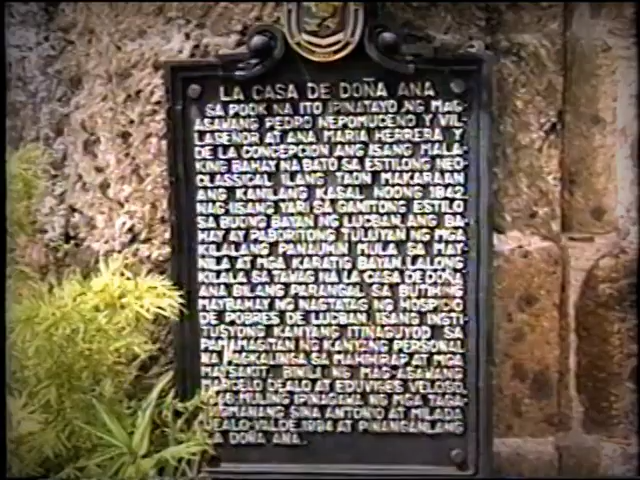 LA CASA DE DOÑA ANA
SA POOK NA ITO IPINATAYO NG MAG-
ASAWANG PEDRO NEPOMUCENO Y VIL-
LASEÑOR AT ANA MARIA HERRERA Y
DE LA CONCEPCION ANG ISANG MALA-
KING BAHAY NA BATO SA ESTILONG NEO-
CLASSICAL ILANG TAON MAKARAAN
ANG KANILANG KASAL NOONG 1842.
NAG-IISANG YARI SA GANITONG ESTILO
SA BUONG BAYAN NG LUCBAN, ANG BA-
HAY AY PABORITONG TULUYAN NG MGA
KILALANG PANAUHIN MULA SA MAY-
NILA AT MGA KARATIG BAYAN. LALONG
KILALA SA TAWAG NA LA CASA DE DOÑA
ANA BILANG PARANGAL SA BUTIHING
MAYBAHAY NG NAGTATAG NG HOSPICIO
DE POBRES DE LUCBAN, ISANG INSTI-
TUSYONG KANYANG ITINAGUYOD SA
PAMAMAGITAN NG KANYANG PERSONAL
NA PAGKALINGA SA MAHIHIRAP AT MGA
MAYSAKIT. BINILI NG MAG-ASAWANG
MARCELO DEALO AT EDUVIGES VELOSO,
MULING IPINAGAWA NG MGA TAGA-
PAGMANANG SINA ANTONIO AT MILADA
DEALO-VALDE, 1994 AT PINANGANLANG
LA DOÑA ANA.